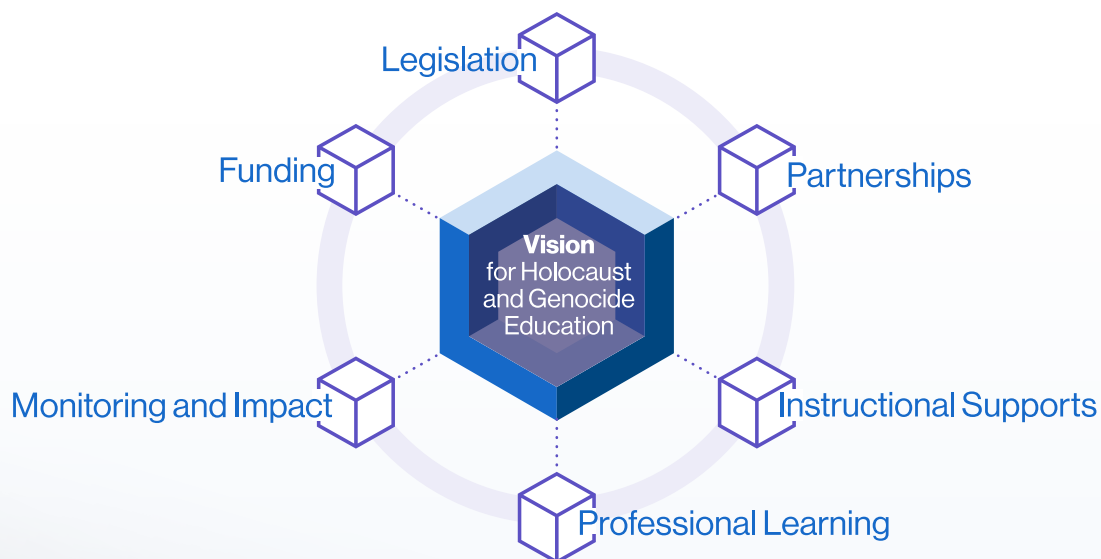 Legislation
Funding
Partnerships
Vision
for Holocaust
and Genocide
Education
Monitoring and Impact
Instructional Supports
Professional Learning